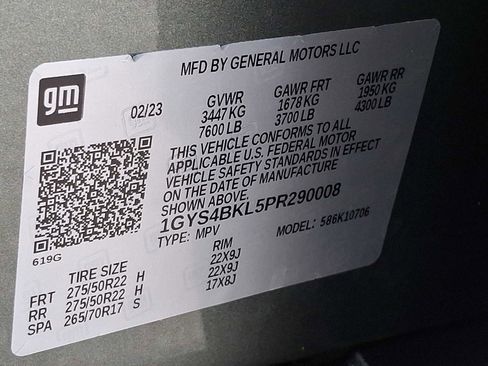 MFD BY GENERAL MOTORS LLC
gm
02/23
GVWR GAWR FRT GAWR RR
3447 KG 1678 KG 1950 KG
7600 LB 3700 LB 4300 LB
THIS VEHICLE CONFORMS TO ALL
APPLICABLE U.S. FEDERAL MOTOR
VEHICLE SAFETY STANDARDS IN EFFECT
ON THE DATE OF MANUFACTURE
SHOWN ABOVE.
1GYS4BKL5PR290008
TYPE: MPV MODEL: 586K10706
619G
TIRE SIZE RIM
FRT 275/50R22 H 22X9J
RR 275/50R22 H 22X9J
SPA 265/70R17 S 17X8J